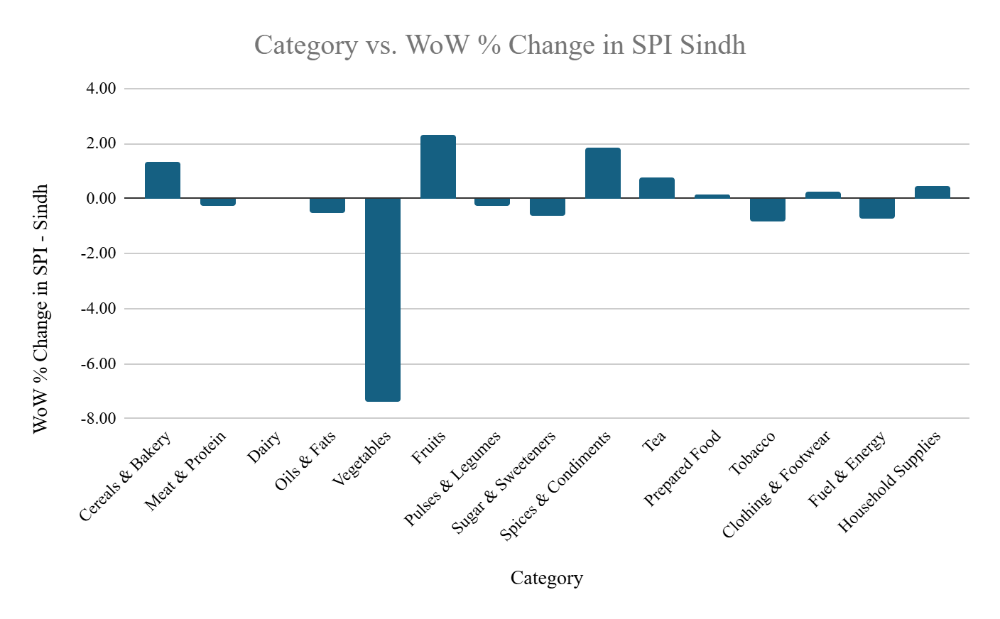 Category vs. WoW % Change in SPI Sindh
WoW % Change in SPI - Sindh
4.00
2.00
0.00
-2.00
-4.00
-6.00
-8.00
Cereals & Bakery
Meat & Protein
Dairy
Oils & Fats
Vegetables
Fruits
Pulses & Legumes
Sugar & Sweeteners
Spices & Condiments
Tea
Prepared Food
Tobacco
Clothing & Footwear
Fuel & Energy
Household Supplies
Category